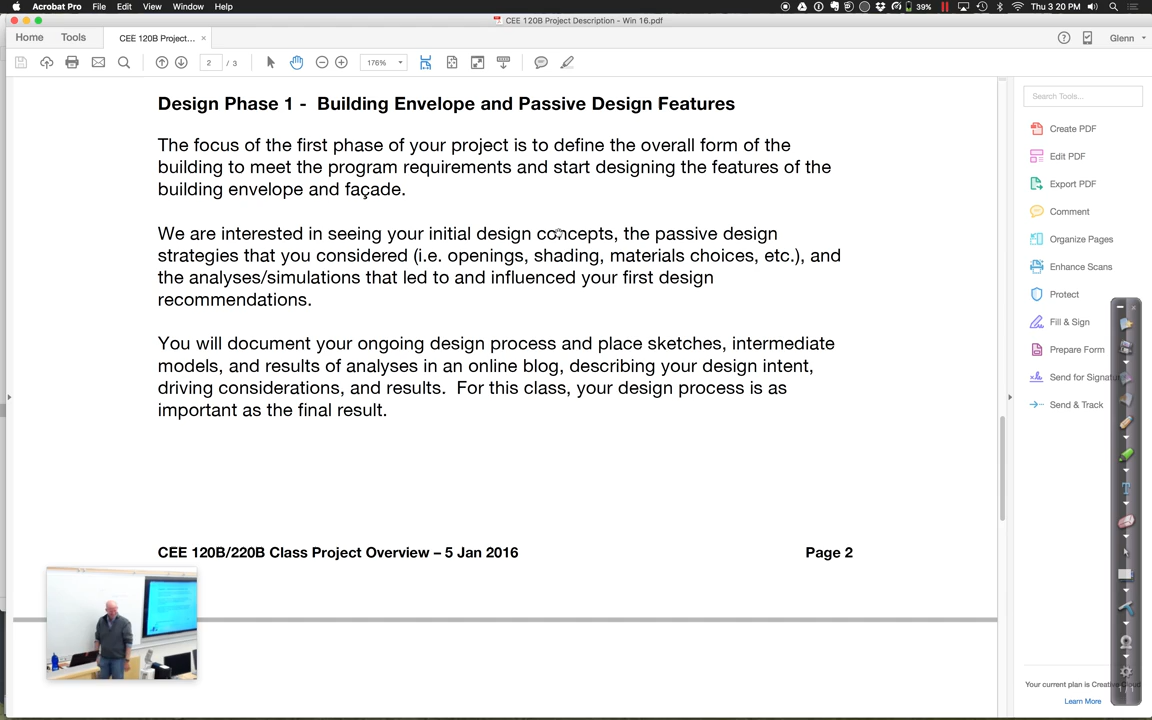 Acrobat Pro File Edit View Window Help 39% Thu 3 20 PM
CEE 120B Project Description - Win 16.pdf
Home Tools CEE 120B Project... × Glenn
2 / 3 176%
Design Phase 1 - Building Envelope and Passive Design Features
The focus of the first phase of your project is to define the overall form of the
building to meet the program requirements and start designing the features of the
building envelope and façade.
We are interested in seeing your initial design concepts, the passive design
strategies that you considered (i.e. openings, shading, materials choices, etc.), and
the analyses/simulations that led to and influenced your first design
recommendations.
You will document your ongoing design process and place sketches, intermediate
models, and results of analyses in an online blog, describing your design intent,
driving considerations, and results. For this class, your design process is as
important as the final result.
CEE 120B/220B Class Project Overview – 5 Jan 2016 Page 2
Search Tools...
Create PDF
Edit PDF
Export PDF
Comment
Organize Pages
Enhance Scans
Protect
Fill & Sign
Prepare Form
Send for Signatu
Send & Track
Your current plan is Creative Cloud
Learn More
1 / 1